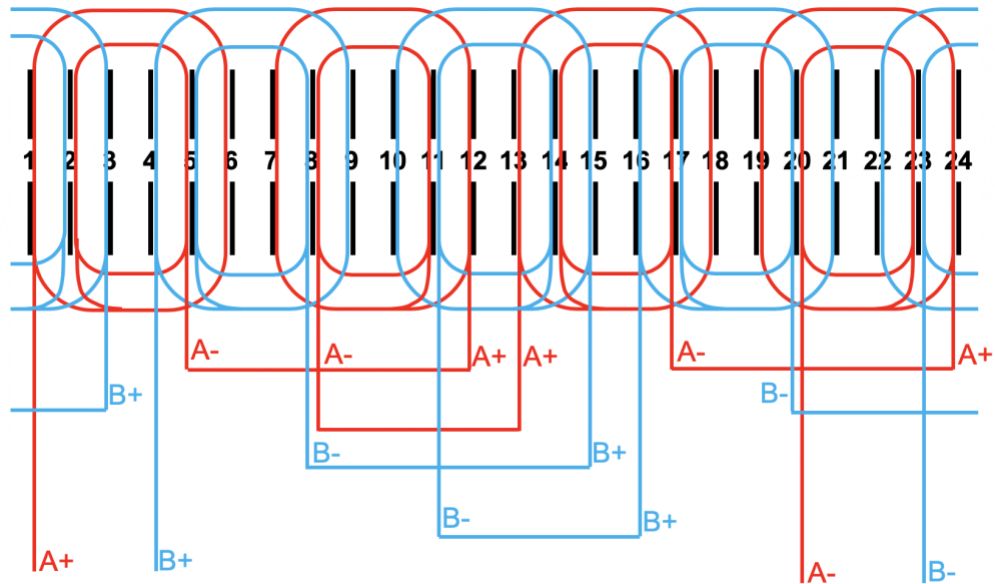 1 2 3 4 5 6 7 8 9 10 11 12 13 14 15 16 17 18 19 20 21 22 23 24
A- A- A+ A+ A- A+
B+ B-
B- B+
B- B+
A+ B+ A- B-